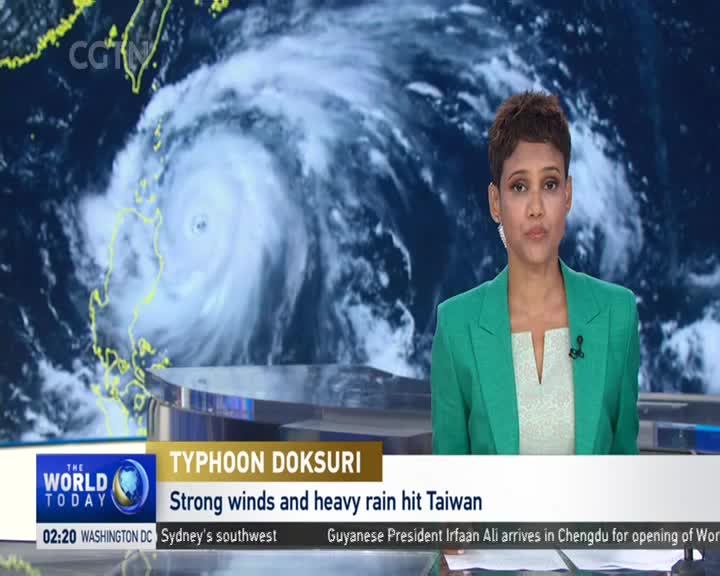 CGTN
TYPHOON DOKSURI
THE
WORLD
TODAY
Strong winds and heavy rain hit Taiwan
02:20 WASHINGTON DC
Sydney's southwest Guyanese President Irfaan Ali arrives in Chengdu for opening of Wor